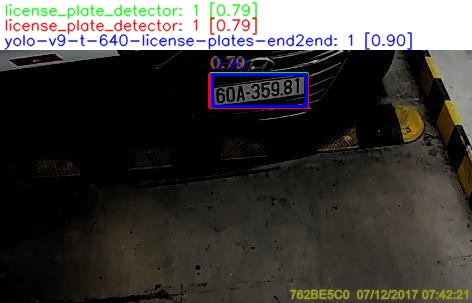 license_plate_detector: 1 [0.79]
license_plate_detector: 1 [0.79]
yolo-v9-t-640-license-plates-end2end: 1 [0.90]
0.79
60A-359.81
762BE5C0 07/12/2017 07:42:21